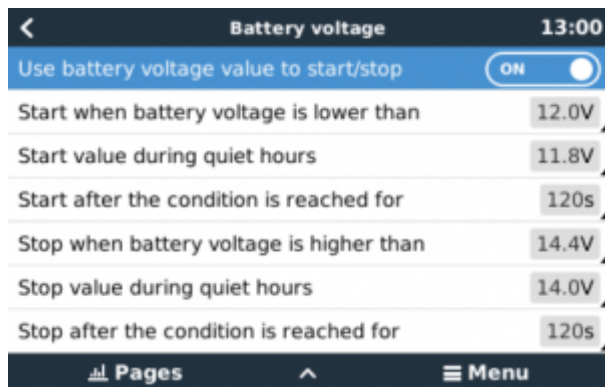 Battery voltage 13:00
Use battery voltage value to start/stop ON
Start when battery voltage is lower than 12.0V
Start value during quiet hours 11.8V
Start after the condition is reached for 120s
Stop when battery voltage is higher than 14.4V
Stop value during quiet hours 14.0V
Stop after the condition is reached for 120s
Pages Menu